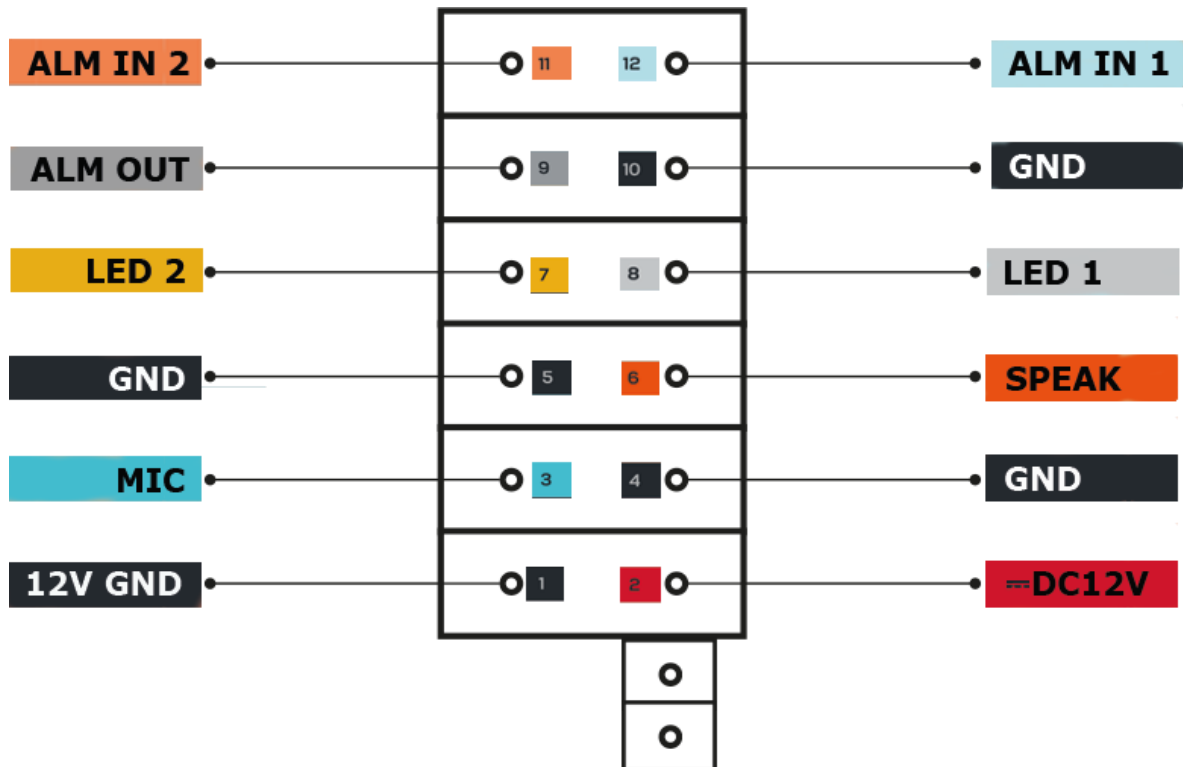 ALM IN 2 11 12 ALM IN 1
ALM OUT 9 10 GND
LED 2 7 8 LED 1
GND 5 6 SPEAK
MIC 3 4 GND
12V GND 1 2 ⎓DC12V